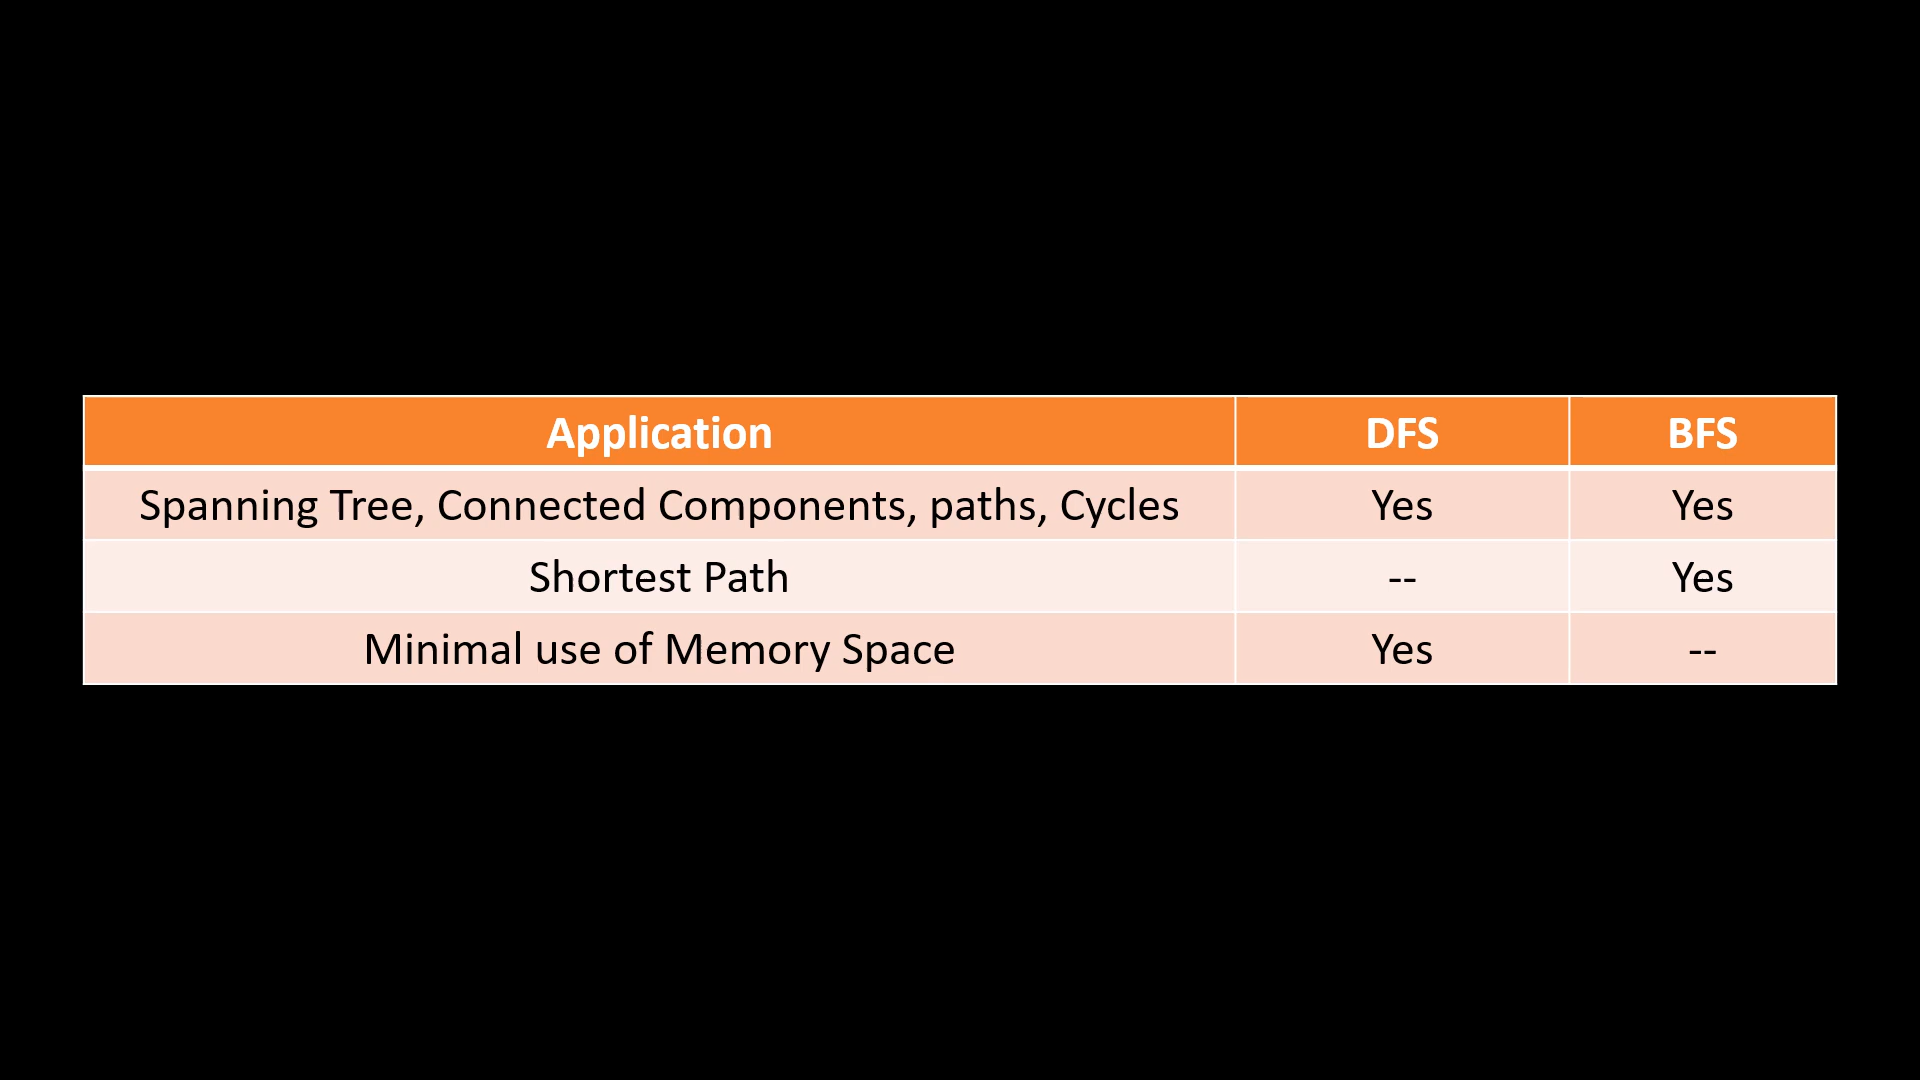 Application DFS BFS
Spanning Tree, Connected Components, paths, Cycles Yes Yes
Shortest Path -- Yes
Minimal use of Memory Space Yes --